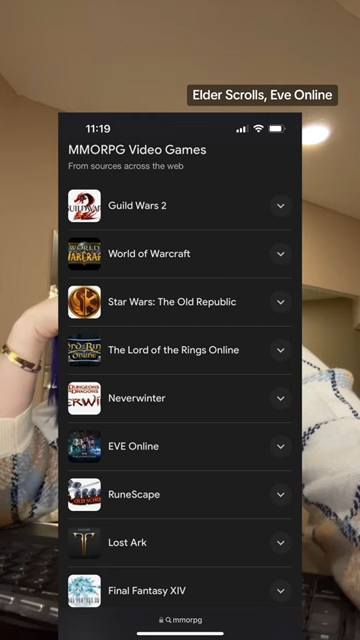 Elder Scrolls, Eve Online
11:19
MMORPG Video Games
From sources across the web
Guild Wars 2
World of Warcraft
Star Wars: The Old Republic
The Lord of the Rings Online
Neverwinter
EVE Online
RuneScape
Lost Ark
Final Fantasy XIV
mmorpg